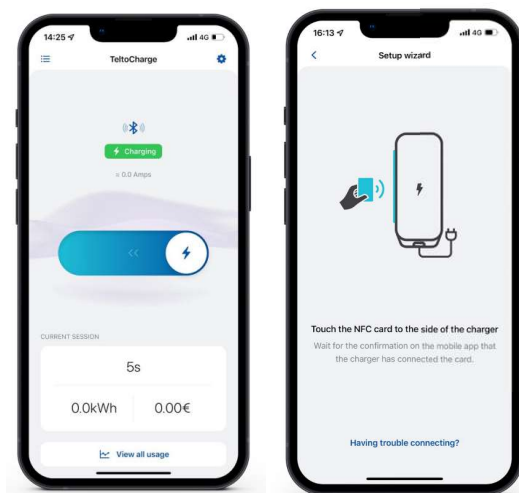 14:25
4G
TeltoCharge
Charging
0.0 Amps
CURRENT SESSION
5s
0.0kWh
0.00€
View all usage
16:13
4G
Setup wizard
Touch the NFC card to the side of the charger
Wait for the confirmation on the mobile app that
the charger has connected the card.
Having trouble connecting?